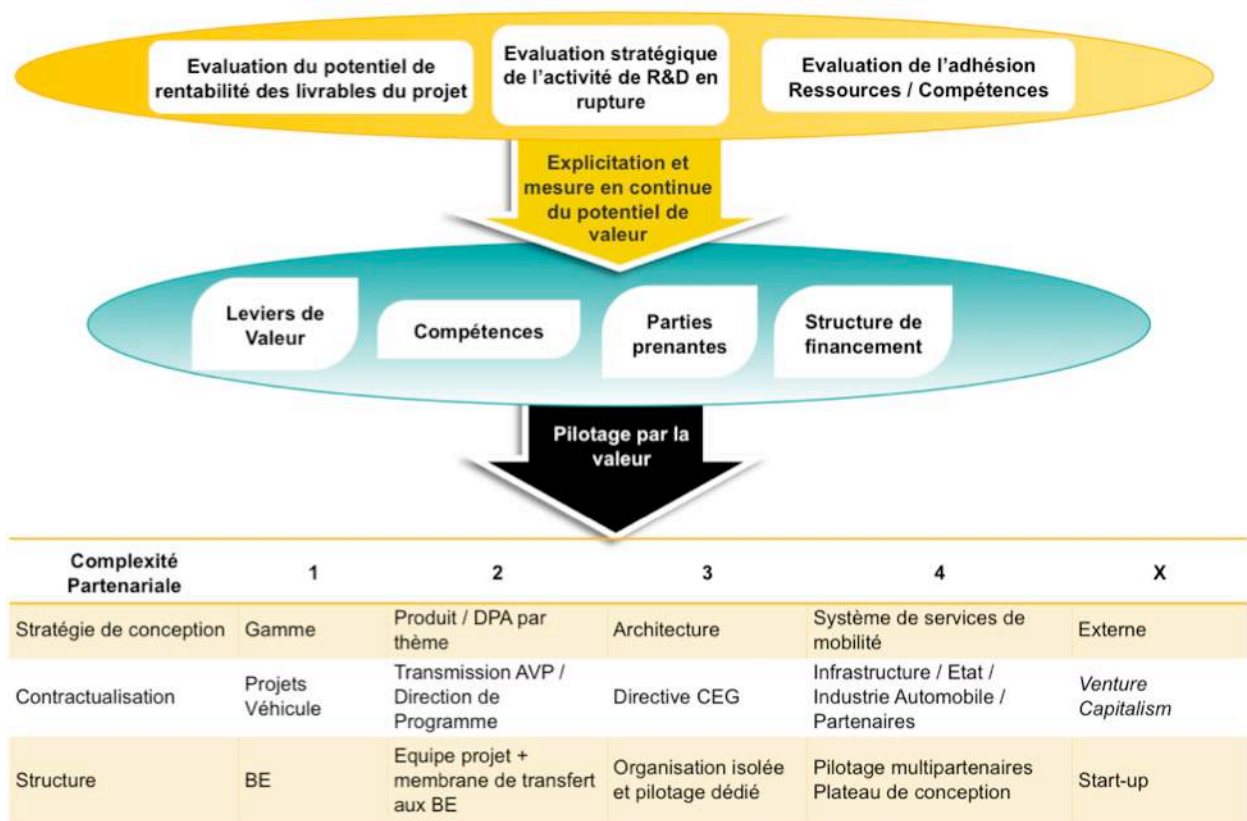 Evaluation du potentiel de
rentabilité des livrables du projet
Evaluation stratégique
de l'activité de R&D en
rupture
Evaluation de l'adhésion
Ressources / Compétences
Explicitation et
mesure en continue
du potentiel de
valeur
Leviers de
Valeur
Compétences
Parties
prenantes
Structure de
financement
Pilotage par la
valeur
Complexité
Partenariale
1
2
3
4
X
Stratégie de conception
Gamme
Produit / DPA par
thème
Architecture
Système de services de
mobilité
Externe
Contractualisation
Projets
Véhicule
Transmission AVP /
Direction de
Programme
Directive CEG
Infrastructure / Etat /
Industrie Automobile /
Partenaires
Venture
Capitalism
Structure
BE
Equipe projet +
membrane de transfert
aux BE
Organisation isolée
et pilotage dédié
Pilotage multipartenaires
Plateau de conception
Start-up